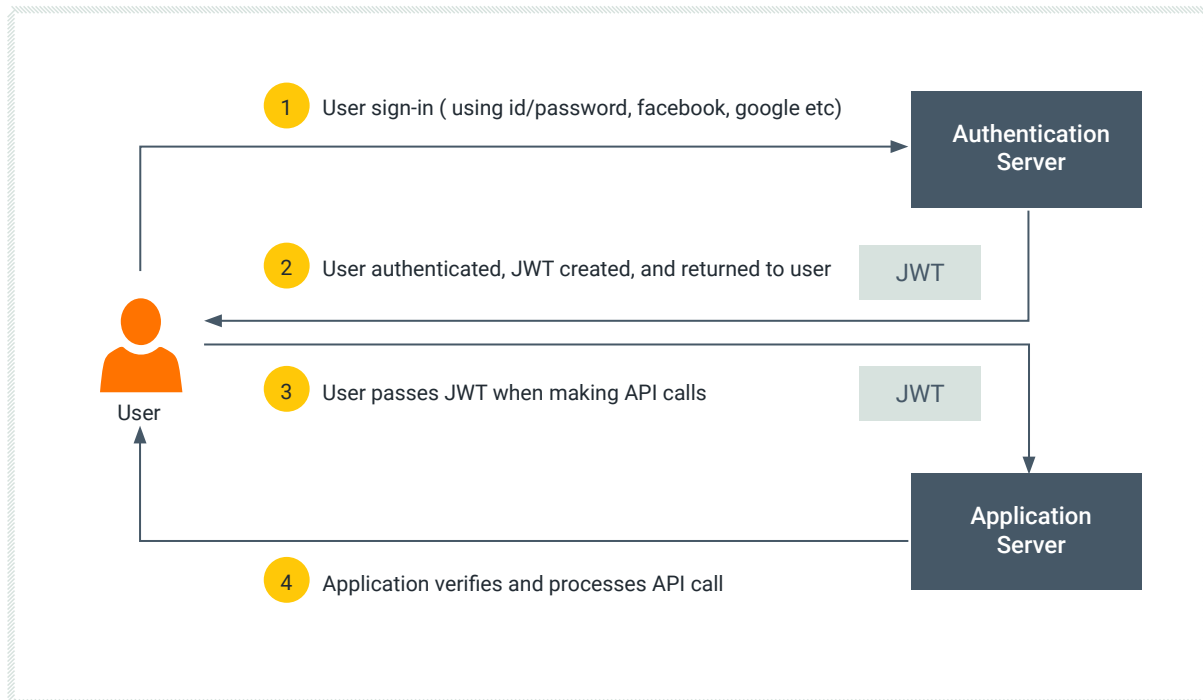 1 User sign-in ( using id/password, facebook, google etc)
Authentication
Server
2 User authenticated, JWT created, and returned to user
JWT
3 User passes JWT when making API calls
JWT
User
Application
Server
4 Application verifies and processes API call